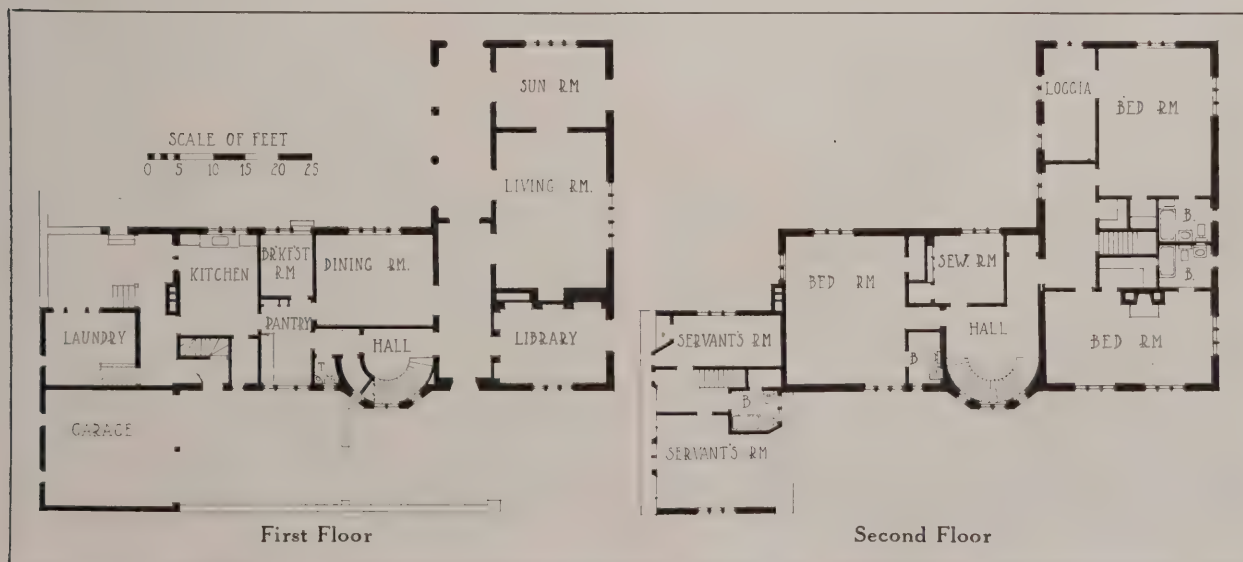 SCALE OF FEET
0 5 10 15 20 25
SUN RM
LIVING RM.
KITCHEN
BR'KF'ST
RM
DINING RM.
PANTRY
LAUNDRY
HALL
LIBRARY
T.
GARAGE
First Floor
LOGGIA
BED RM
B.
B.
BED RM
SEW. RM
HALL
BED RM
B
SERVANT'S RM
B
SERVANT'S RM
Second Floor